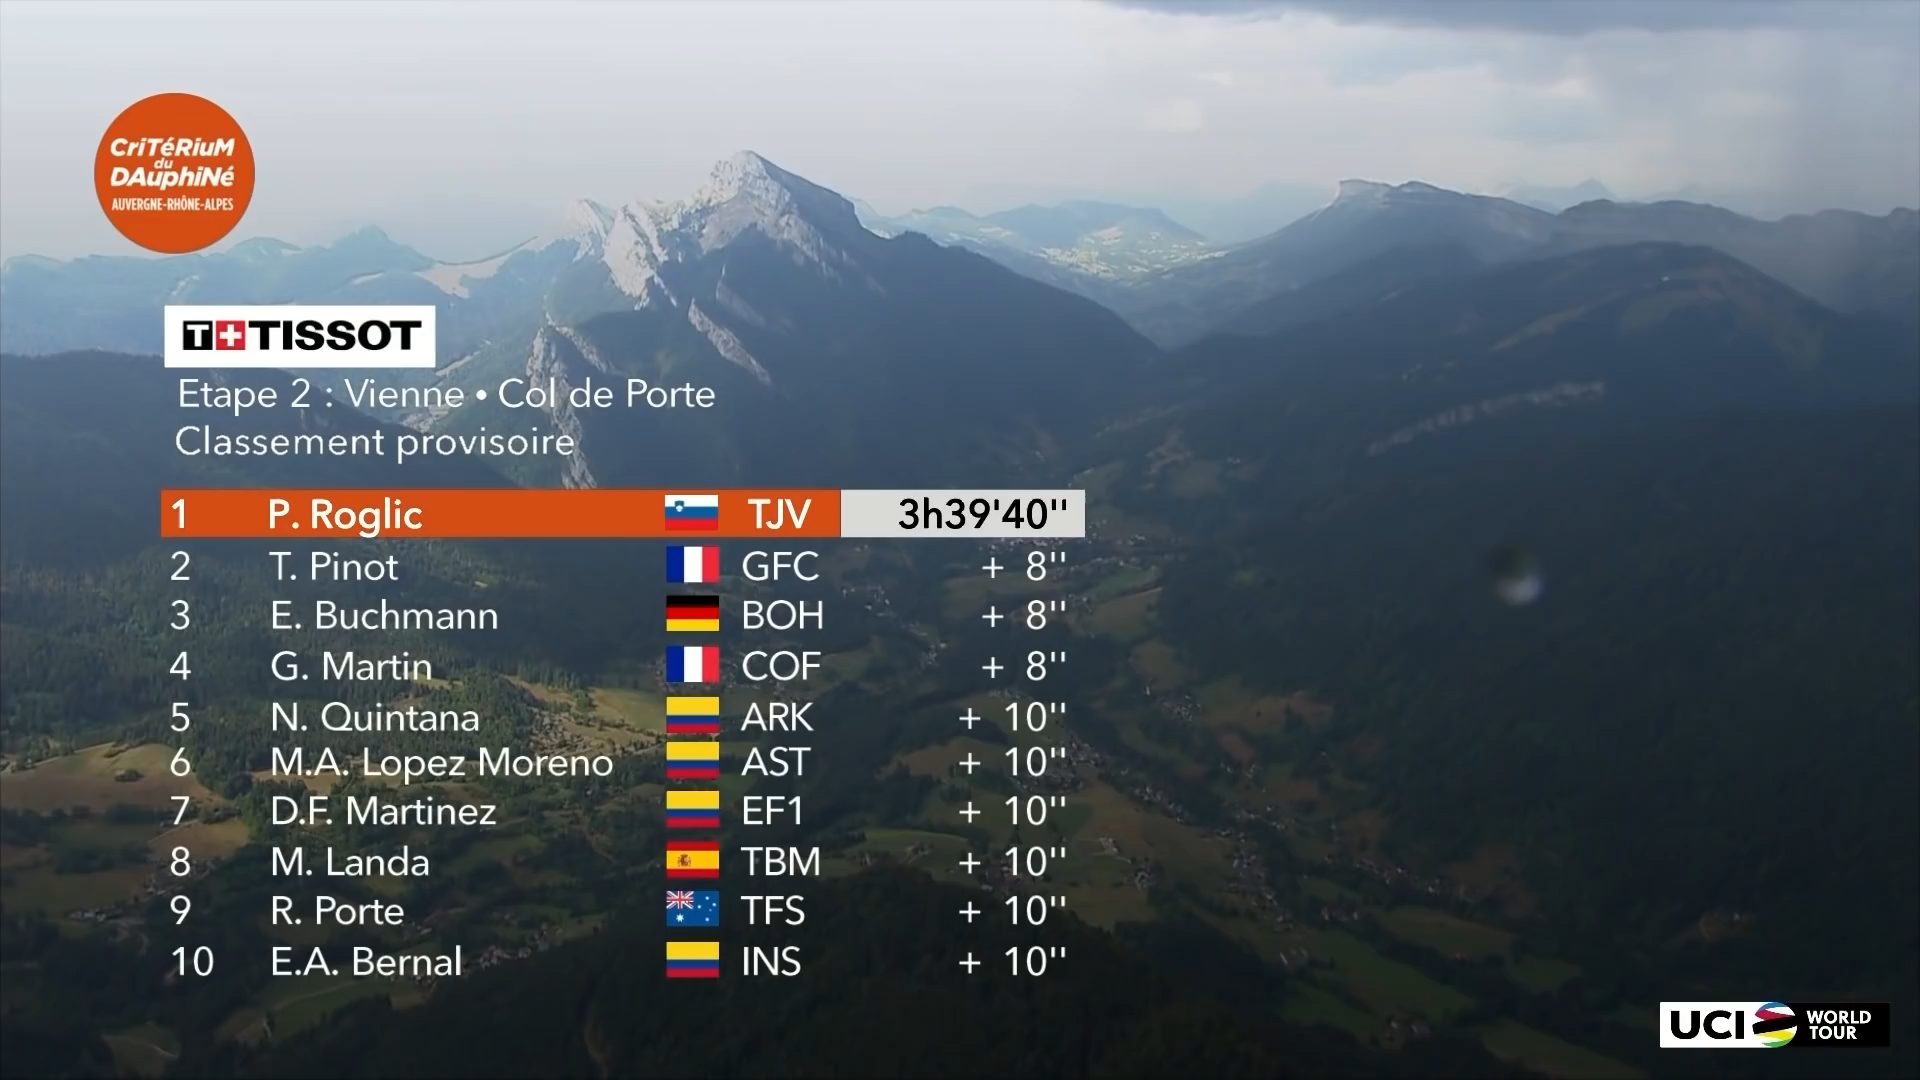 CriTéRiuM
du
DAuphiNé
AUVERGNE-RHÔNE-ALPES
T+ TISSOT
Etape 2 : Vienne • Col de Porte
Classement provisoire
1 P. Roglic TJV 3h39'40''
2 T. Pinot GFC + 8''
3 E. Buchmann BOH + 8''
4 G. Martin COF + 8''
5 N. Quintana ARK + 10''
6 M.A. Lopez Moreno AST + 10''
7 D.F. Martinez EF1 + 10''
8 M. Landa TBM + 10''
9 R. Porte TFS + 10''
10 E.A. Bernal INS + 10''
UCI WORLD
TOUR